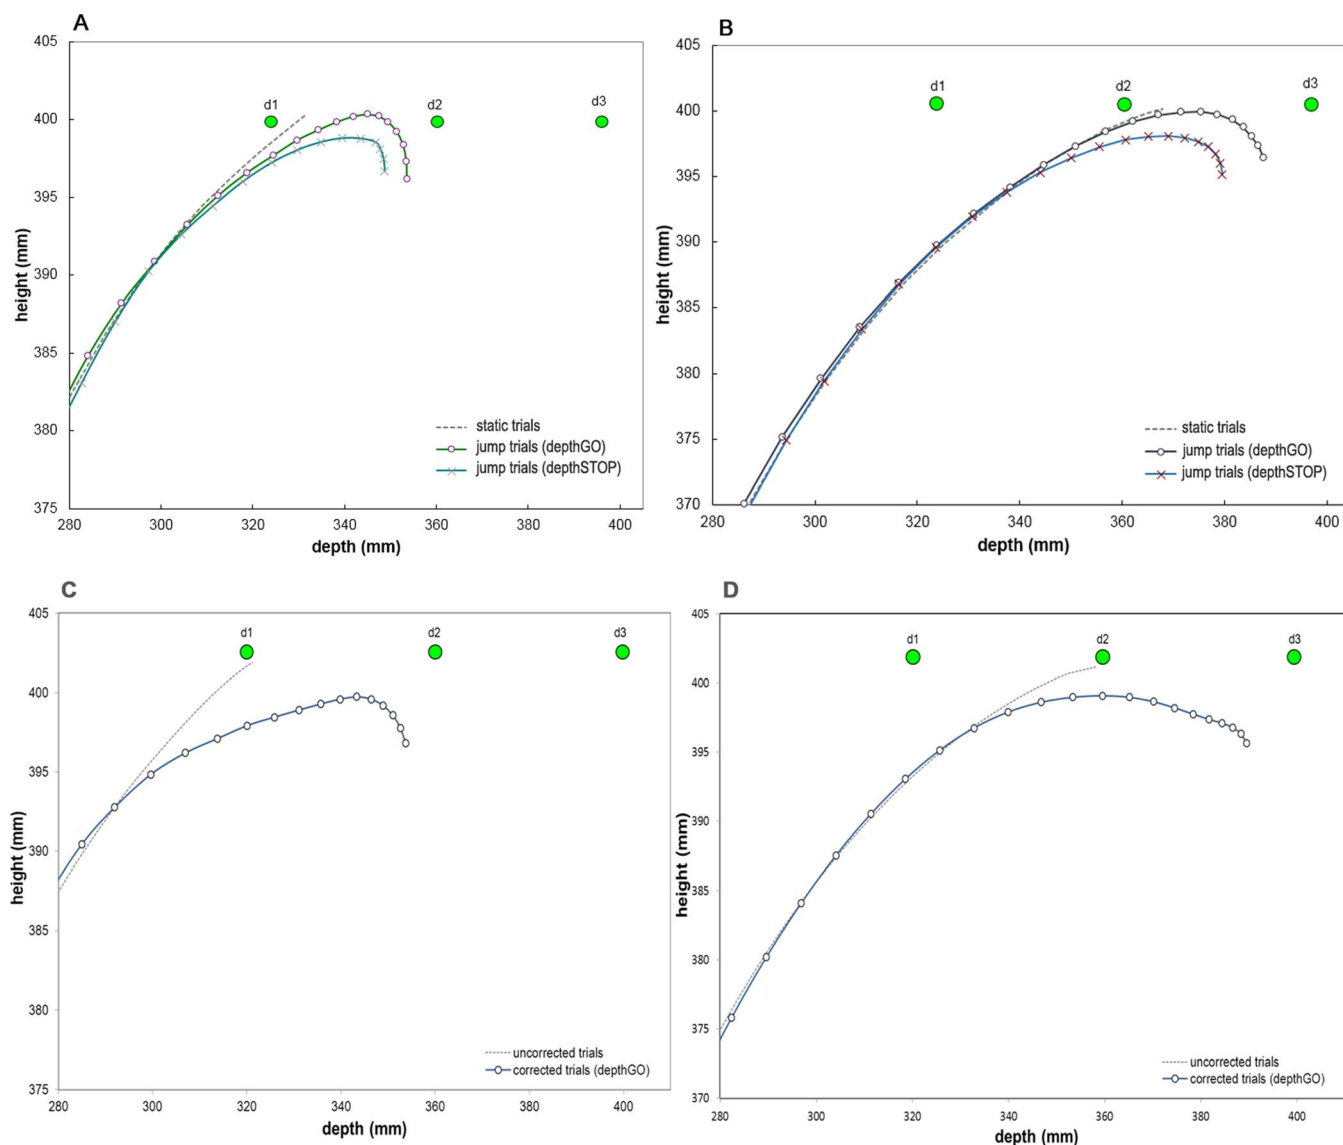 A
405
400
395
390
385
380
375
280
300
320
340
360
380
400
height (mm)
depth (mm)
d1
d2
d3
static trials
jump trials (depthGO)
jump trials (depthSTOP)
B
405
400
395
390
385
380
375
370
280
300
320
340
360
380
400
height (mm)
depth (mm)
d1
d2
d3
static trials
jump trials (depthGO)
jump trials (depthSTOP)
C
405
400
395
390
385
380
375
280
300
320
340
360
380
400
height (mm)
depth (mm)
d1
d2
d3
uncorrected trials
corrected trials (depthGO)
D
405
400
395
390
385
380
375
370
280
300
320
340
360
380
400
height (mm)
depth (mm)
d1
d2
d3
uncorrected trials
corrected trials (depthGO)